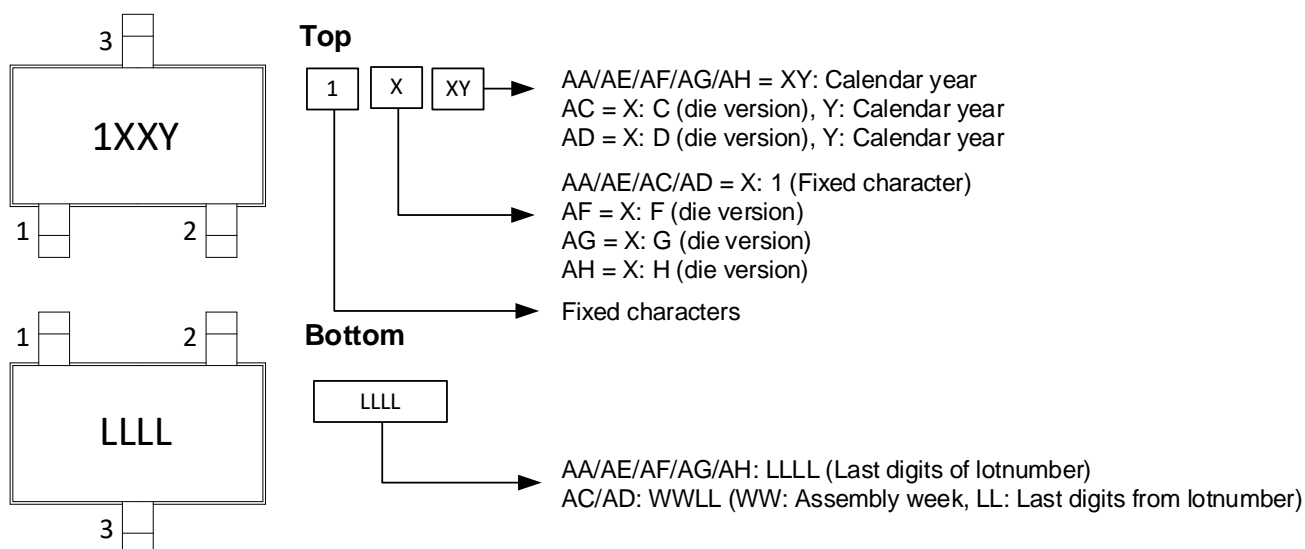 3
1XXY
1
2
Top
1
X
XY
AA/AE/AF/AG/AH = XY: Calendar year
AC = X: C (die version), Y: Calendar year
AD = X: D (die version), Y: Calendar year
AA/AE/AC/AD = X: 1 (Fixed character)
AF = X: F (die version)
AG = X: G (die version)
AH = X: H (die version)
Fixed characters
1
2
LLLL
3
Bottom
LLLL
AA/AE/AF/AG/AH: LLLL (Last digits of lotnumber)
AC/AD: WWLL (WW: Assembly week, LL: Last digits from lotnumber)